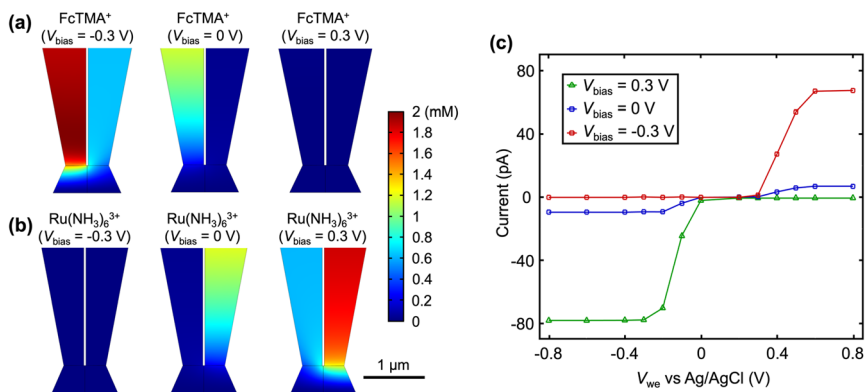 (a)
FcTMA⁺
(V_bias = -0.3 V)
FcTMA⁺
(V_bias = 0 V)
FcTMA⁺
(V_bias = 0.3 V)
2 (mM)
1.8
1.6
1.4
1.2
1
0.8
0.6
0.4
0.2
0
(b)
Ru(NH₃)₆³⁺
(V_bias = -0.3 V)
Ru(NH₃)₆³⁺
(V_bias = 0 V)
Ru(NH₃)₆³⁺
(V_bias = 0.3 V)
1 µm
(c)
V_bias = 0.3 V
V_bias = 0 V
V_bias = -0.3 V
Current (pA)
80
40
0
-40
-80
-0.8 -0.4 0 0.4 0.8
V_we vs Ag/AgCl (V)